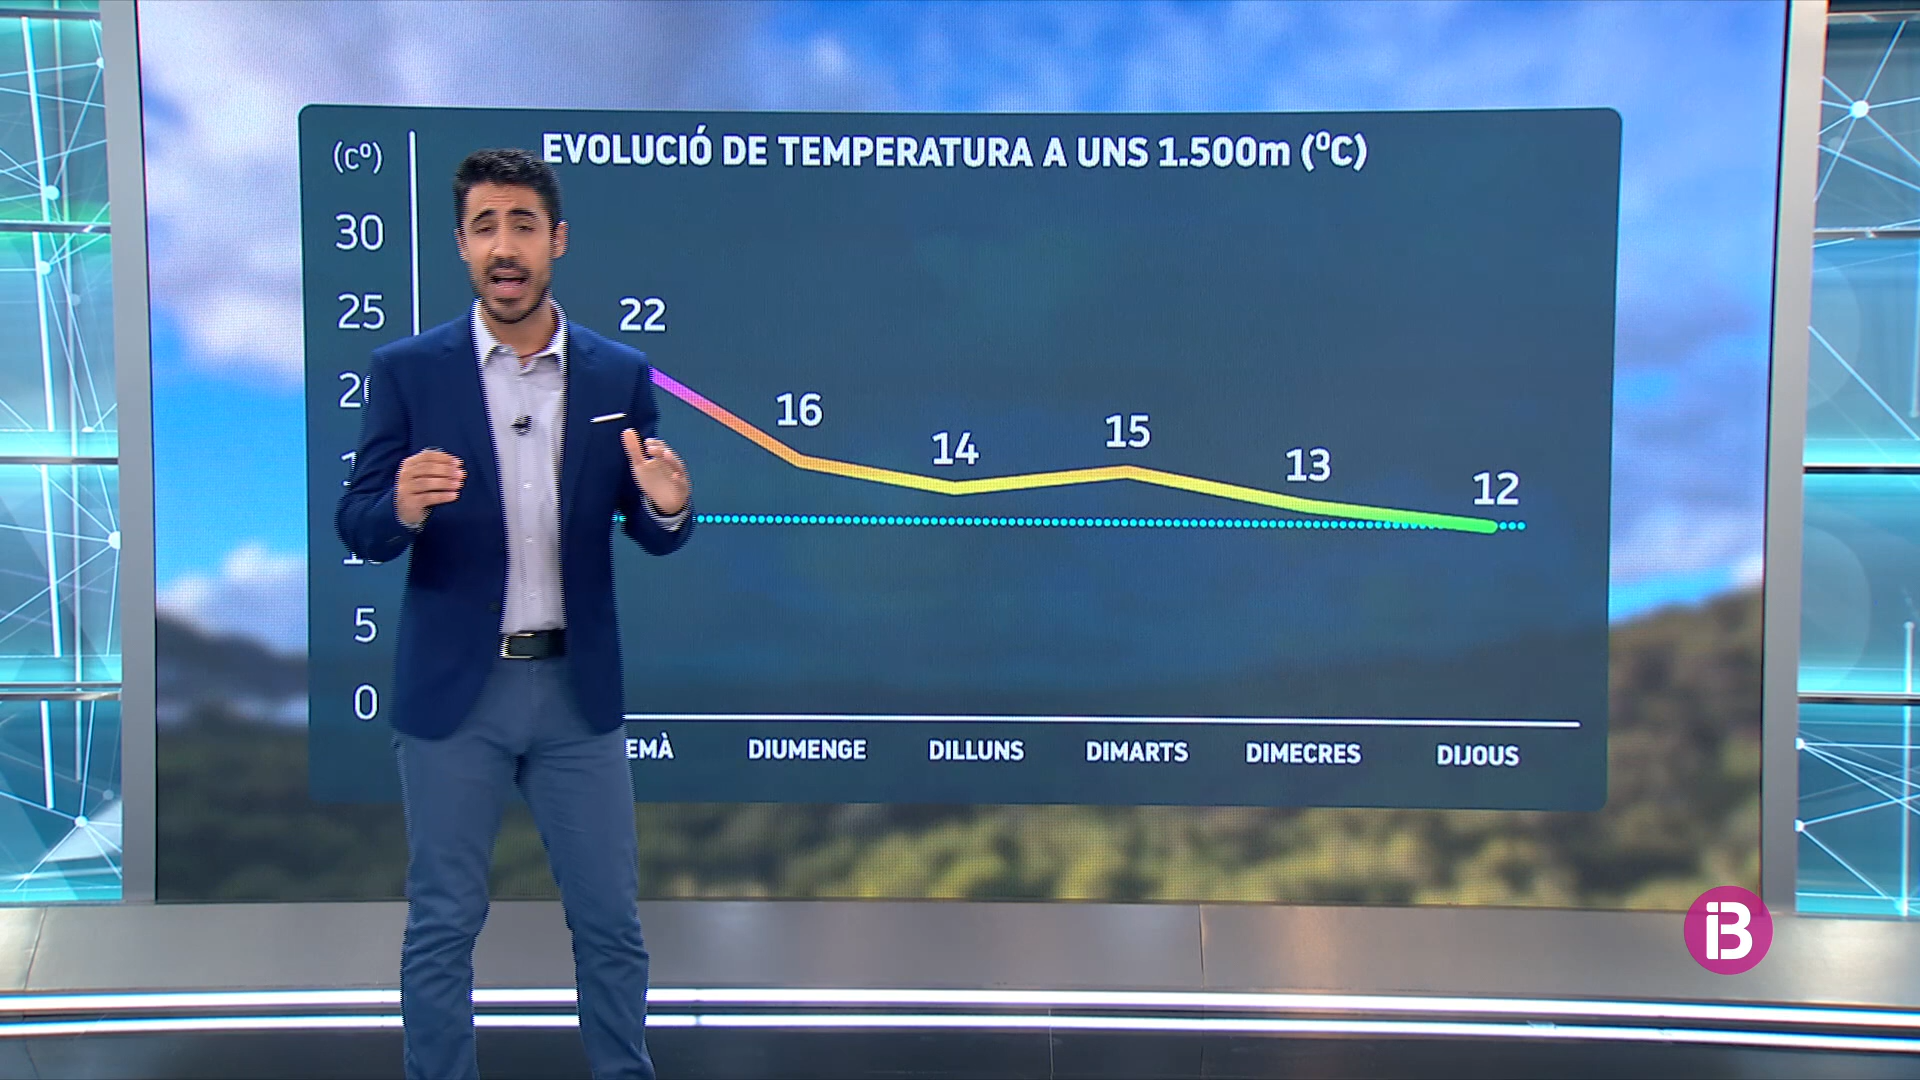 (Cº)
EVOLUCIÓ DE TEMPERATURA A UNS 1.500m (ºC)
30
25
22
16
14
15
13
12
5
0
DIUMENGE
DILLUNS
DIMARTS
DIMECRES
DIJOUS
iB